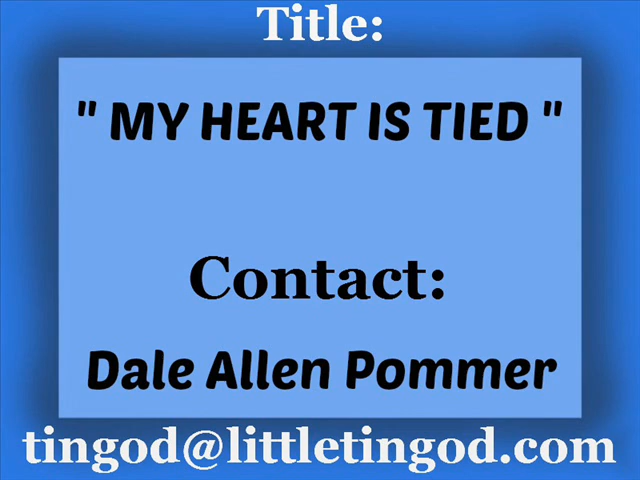 Title:
" MY HEART IS TIED "
Contact:
Dale Allen Pommer
tingod@littletingod.com